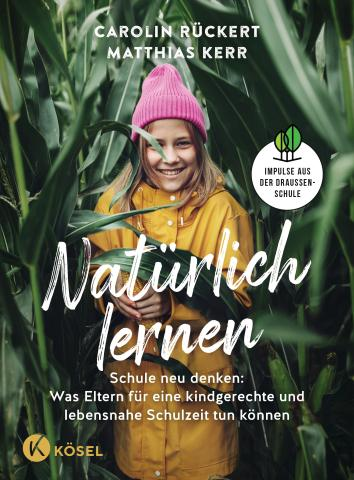 CAROLIN RÜCKERT
MATTHIAS KERR
IMPULSE AUS
DER DRAUSSEN-
SCHULE
Natürlich
lernen
Schule neu denken:
Was Eltern für eine kindgerechte und
lebensnahe Schulzeit tun können
K KÖSEL